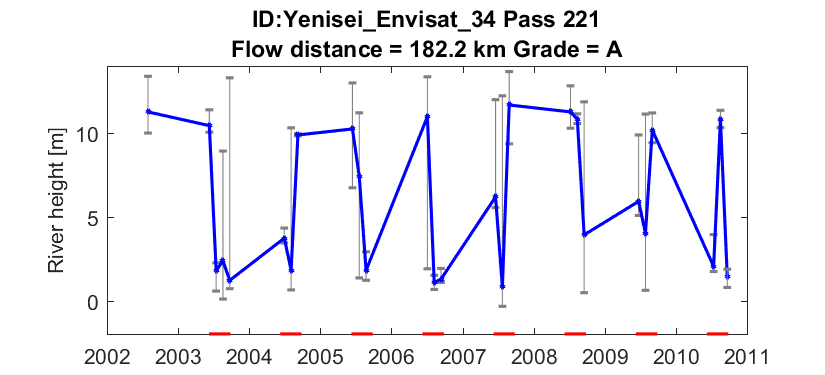 ID:Yenisei_Envisat_34 Pass 221
Flow distance = 182.2 km Grade = A
River height [m]
10
5
0
2002 2003 2004 2005 2006 2007 2008 2009 2010 2011